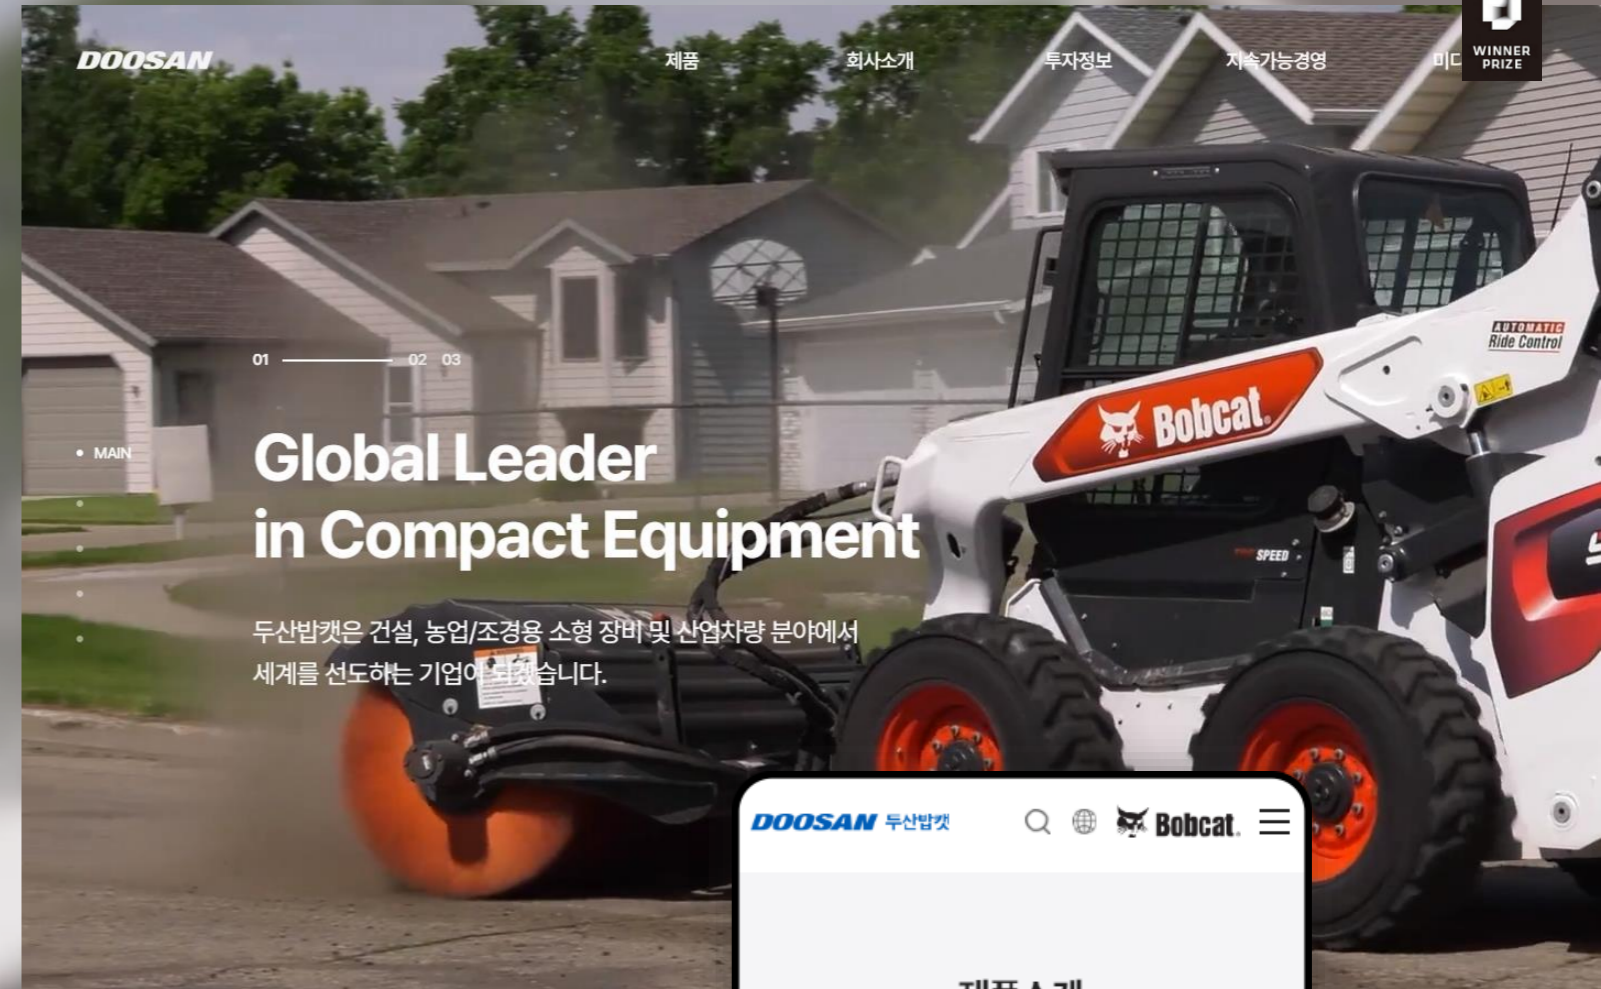 DOOSAN
제품
회사소개
투자정보
지속가능경영
WINNER
PRIZE
AUTOMATIC
Ride Control
01
02 03
Bobcat
MAIN
Global Leader
in Compact Equipment
SPEED
두산밥캣은 건설, 농업/조경용 소형 장비 및 산업차량 분야에서
세계를 선도하는 기업이 되겠습니다.
DOOSAN 두산밥캣
Bobcat
제품소개